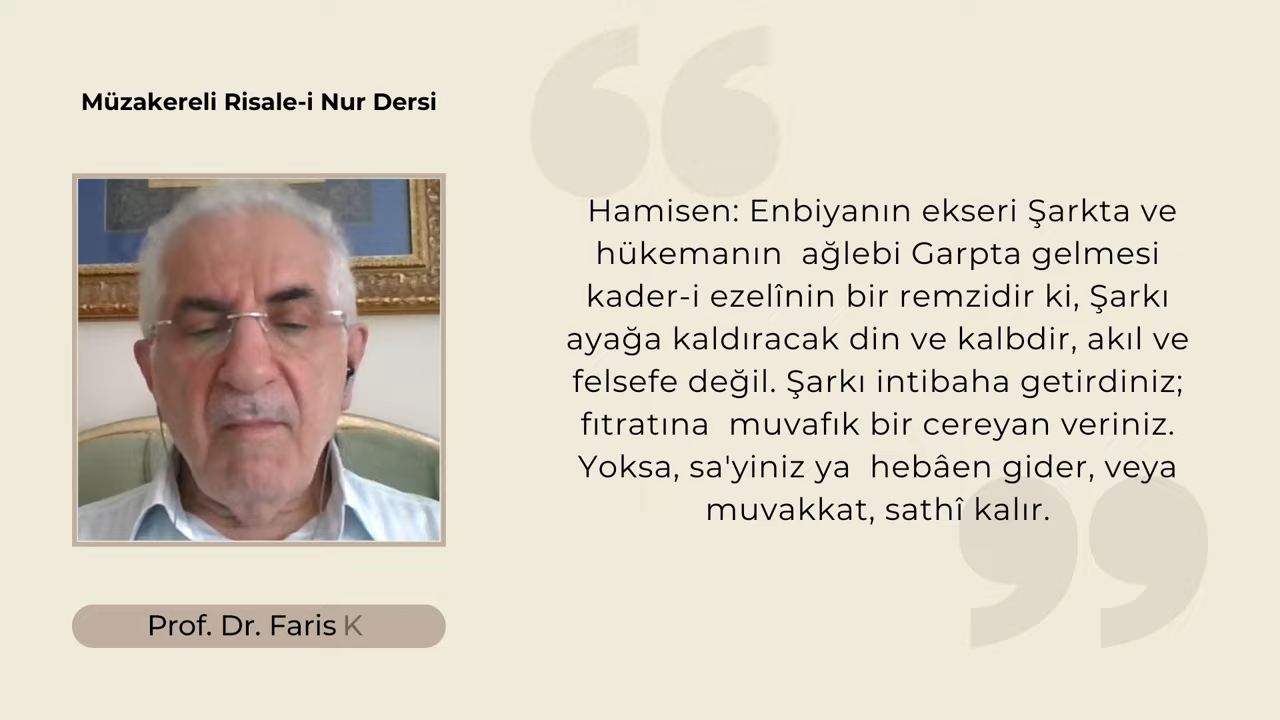 Müzakereli Risale-i Nur Dersi
Hamisen: Enbiyanın ekseri Şarkta ve
hükemanın ağlebi Garpta gelmesi
kader-i ezelînin bir remzidir ki, Şarkı
ayağa kaldıracak din ve kalbdir, akıl ve
felsefe değil. Şarkı intibaha getirdiniz;
fıtratına muvafık bir cereyan veriniz.
Yoksa, sa'yiniz ya hebâen gider, veya
muvakkat, sathî kalır.
Prof. Dr. Faris K